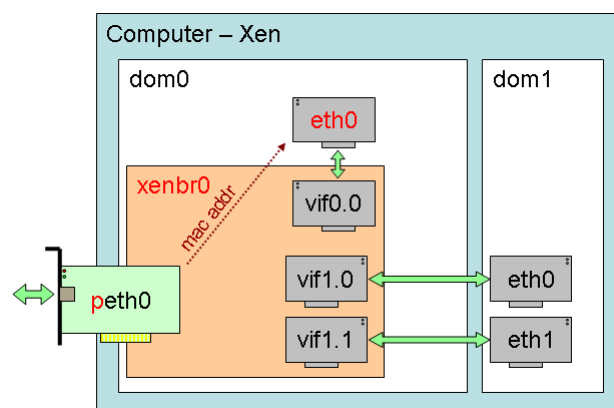 Computer – Xen
dom0
dom1
eth0
xenbr0
mac addr
vif0.0
peth0
vif1.0
eth0
vif1.1
eth1